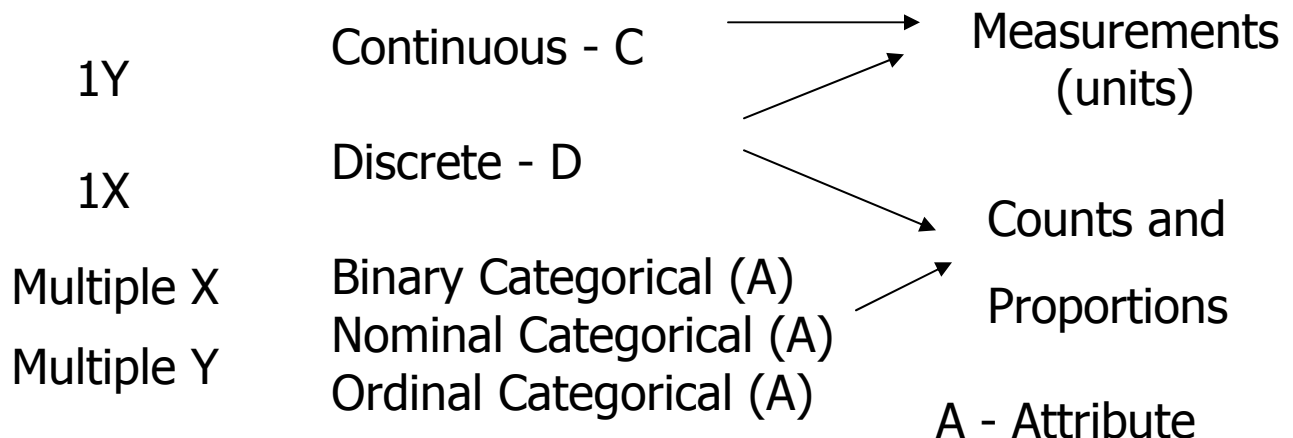 1Y
1X
Multiple X
Multiple Y
Continuous - C
Discrete - D
Binary Categorical (A)
Nominal Categorical (A)
Ordinal Categorical (A)
Measurements
(units)
Counts and
Proportions
A - Attribute